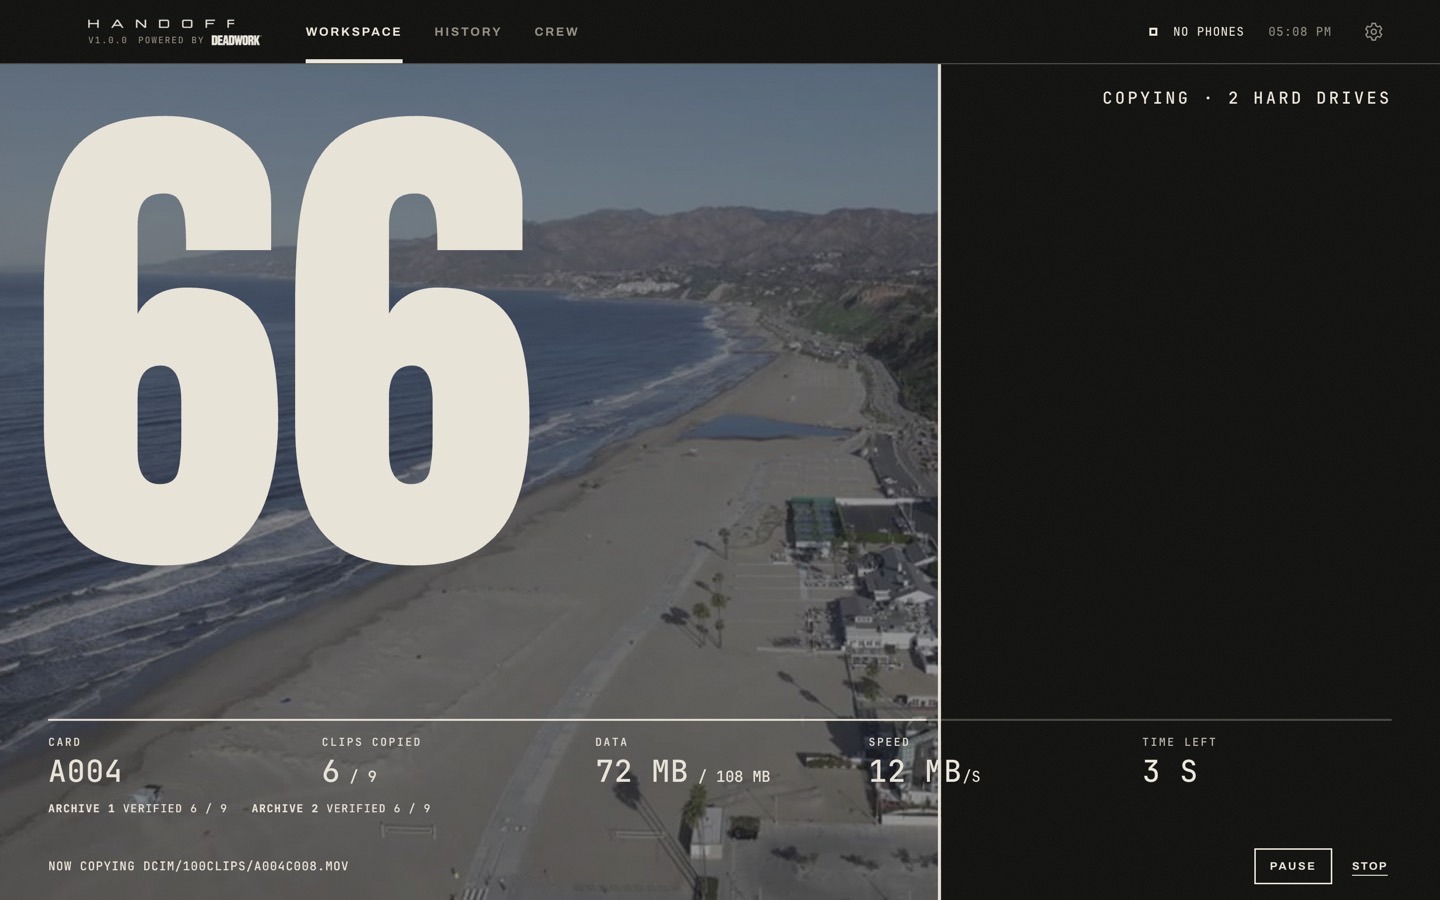 HANDOFF
V1.0.0 POWERED BY DEADWORK
WORKSPACE HISTORY CREW
NO PHONES 05:08 PM
COPYING · 2 HARD DRIVES
66
CARD
A004
CLIPS COPIED
6 / 9
DATA
72 MB / 108 MB
SPEED
12 MB/S
TIME LEFT
3 S
ARCHIVE 1 VERIFIED 6 / 9 ARCHIVE 2 VERIFIED 6 / 9
NOW COPYING DCIM/100CLIPS/A004C008.MOV
PAUSE STOP